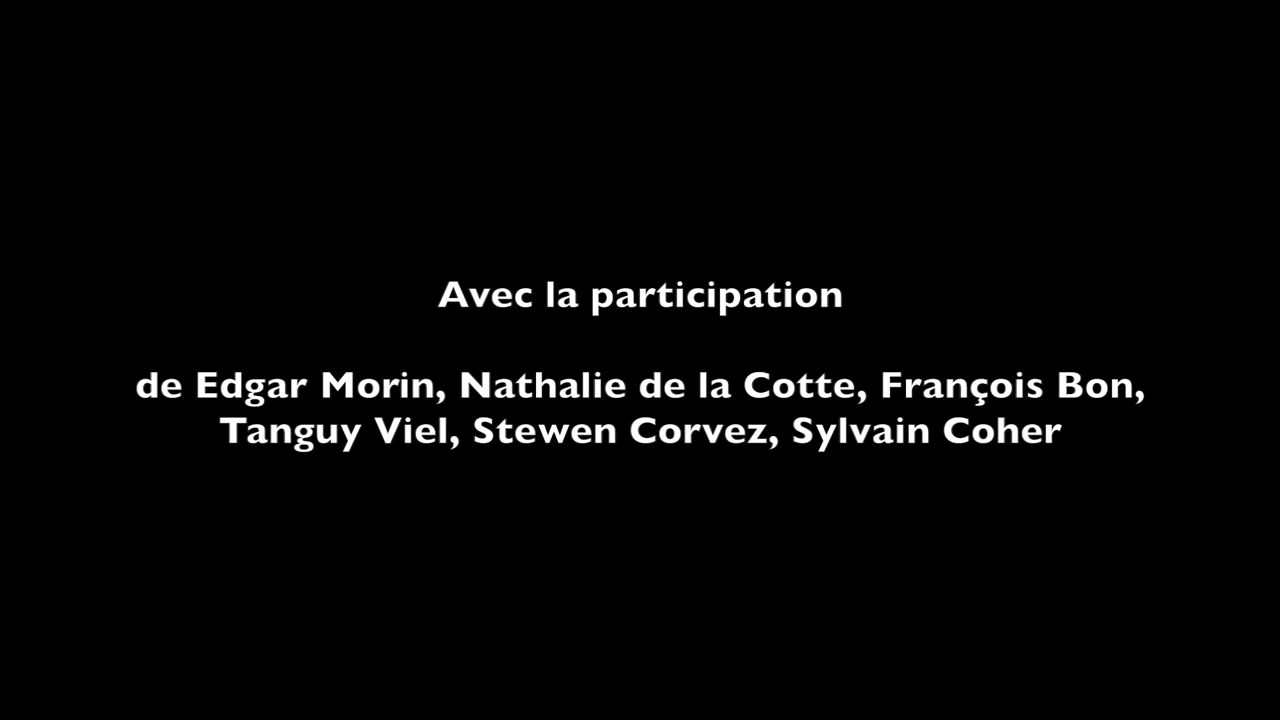 Avec la participation
de Edgar Morin, Nathalie de la Cotte, François Bon,
Tanguy Viel, Stewen Corvez, Sylvain Coher